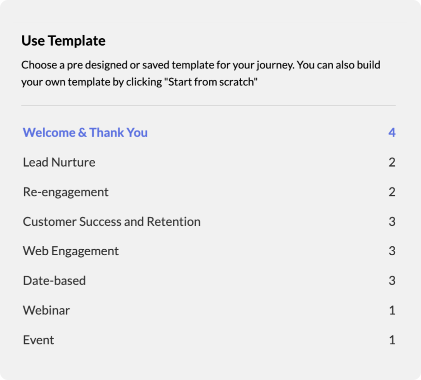 Use Template
Choose a pre designed or saved template for your journey. You can also build
your own template by clicking "Start from scratch"
Welcome & Thank You 4
Lead Nurture 2
Re-engagement 2
Customer Success and Retention 3
Web Engagement 3
Date-based 3
Webinar 1
Event 1